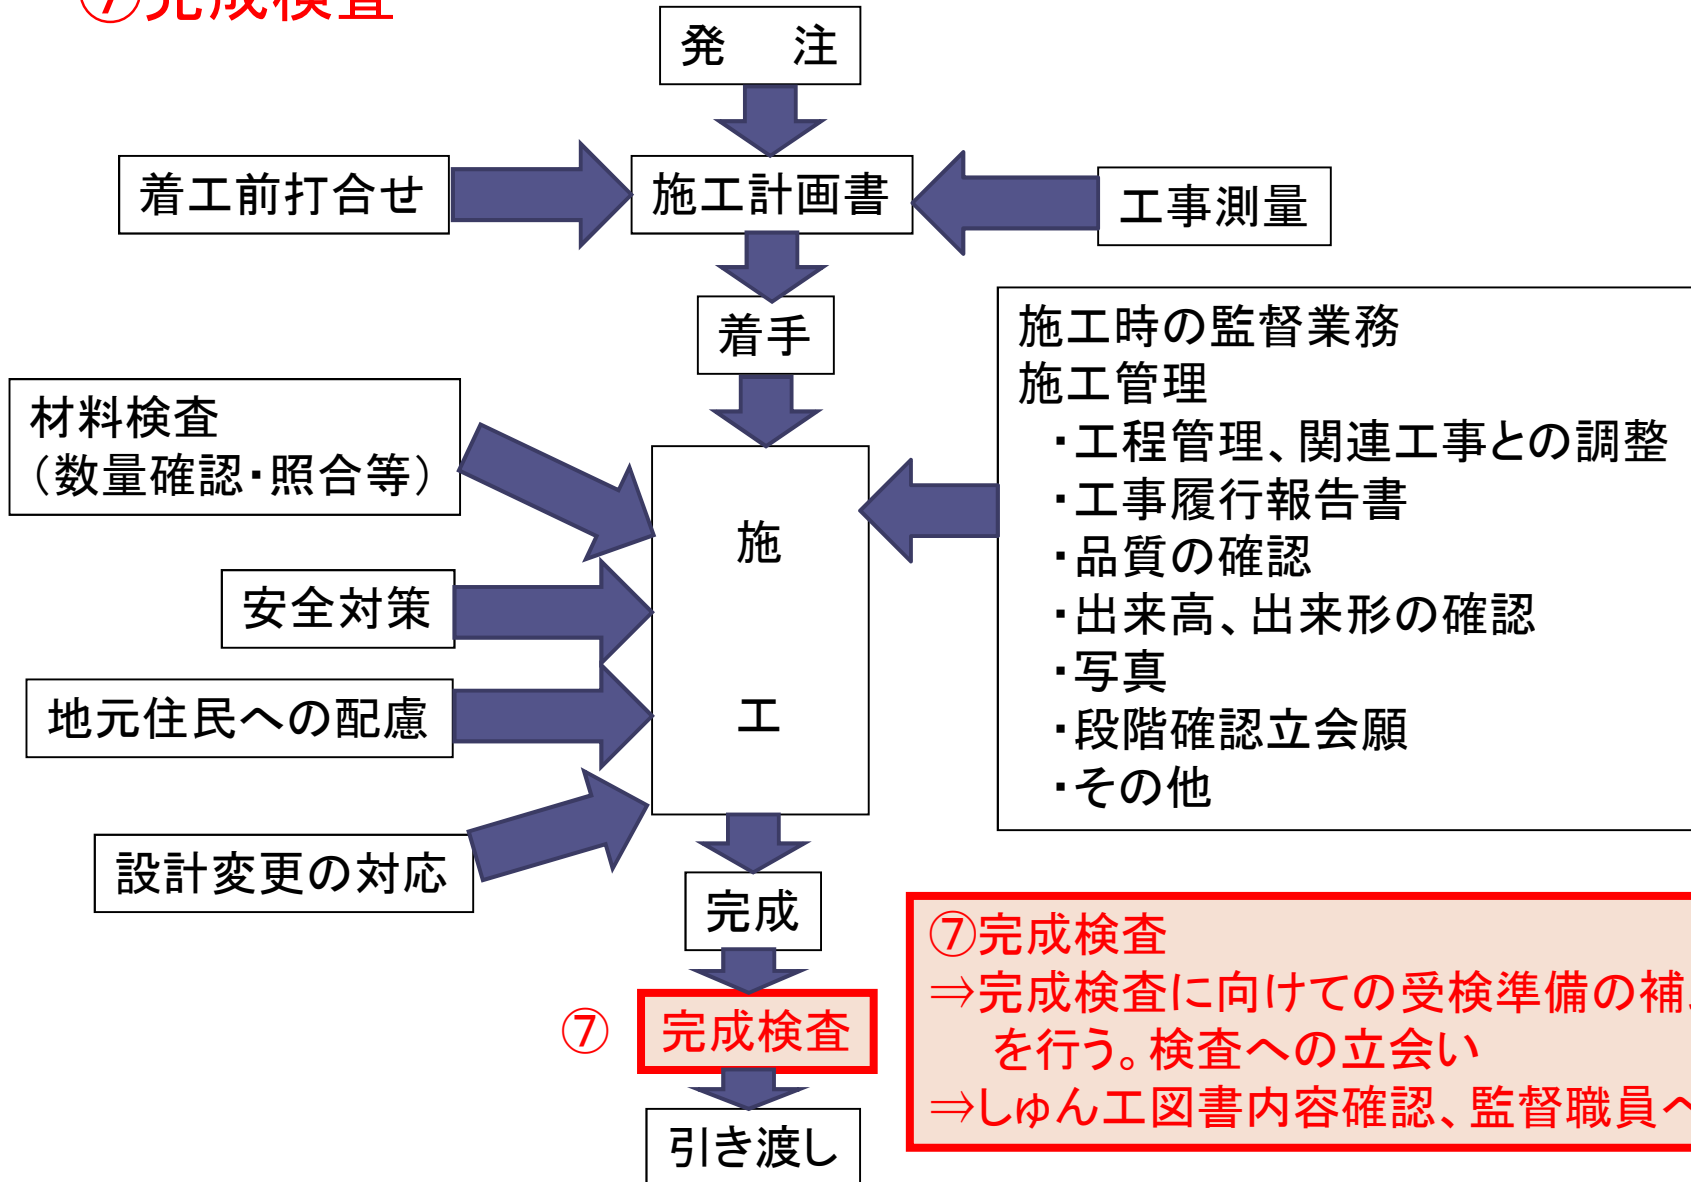 ⑦完成検査
発　注
着工前打合せ
施工計画書
工事測量
着手
材料検査
（数量確認・照合等）
安全対策
地元住民への配慮
設計変更の対応
施
工
施工時の監督業務
施工管理
・工程管理、関連工事との調整
・工事履行報告書
・品質の確認
・出来高、出来形の確認
・写真
・段階確認立会願
・その他
完成
⑦
完成検査
引き渡し
⑦完成検査
⇒完成検査に向けての受検準備の補
を行う。検査への立会い
⇒しゅん工図書内容確認、監督職員へ